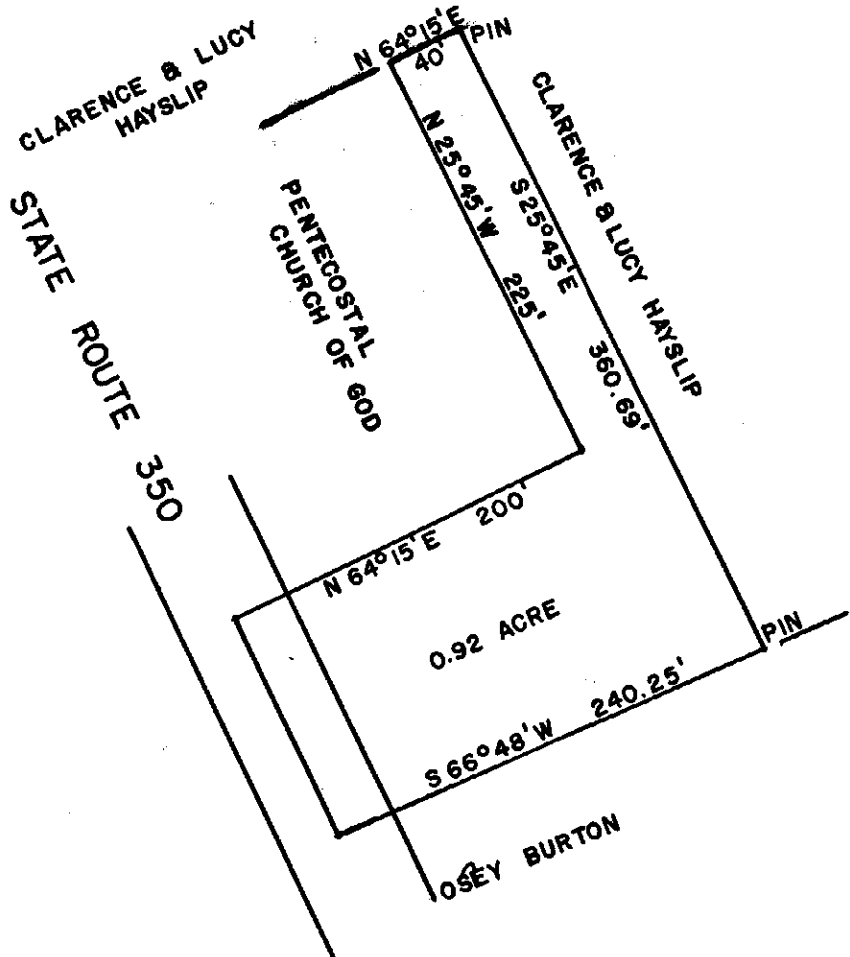 CLARENCE & LUCY
HAYSLIP
N 64°15'E
40'
PIN
STATE ROUTE 350
PENTECOSTAL
CHURCH OF GOD
N 25°45'W 225'
S 25°45'E 360.69'
CLARENCE & LUCY HAYSLIP
N 64°15'E 200'
0.92 ACRE
PIN
S 66°48'W 240.25'
OSEY BURTON